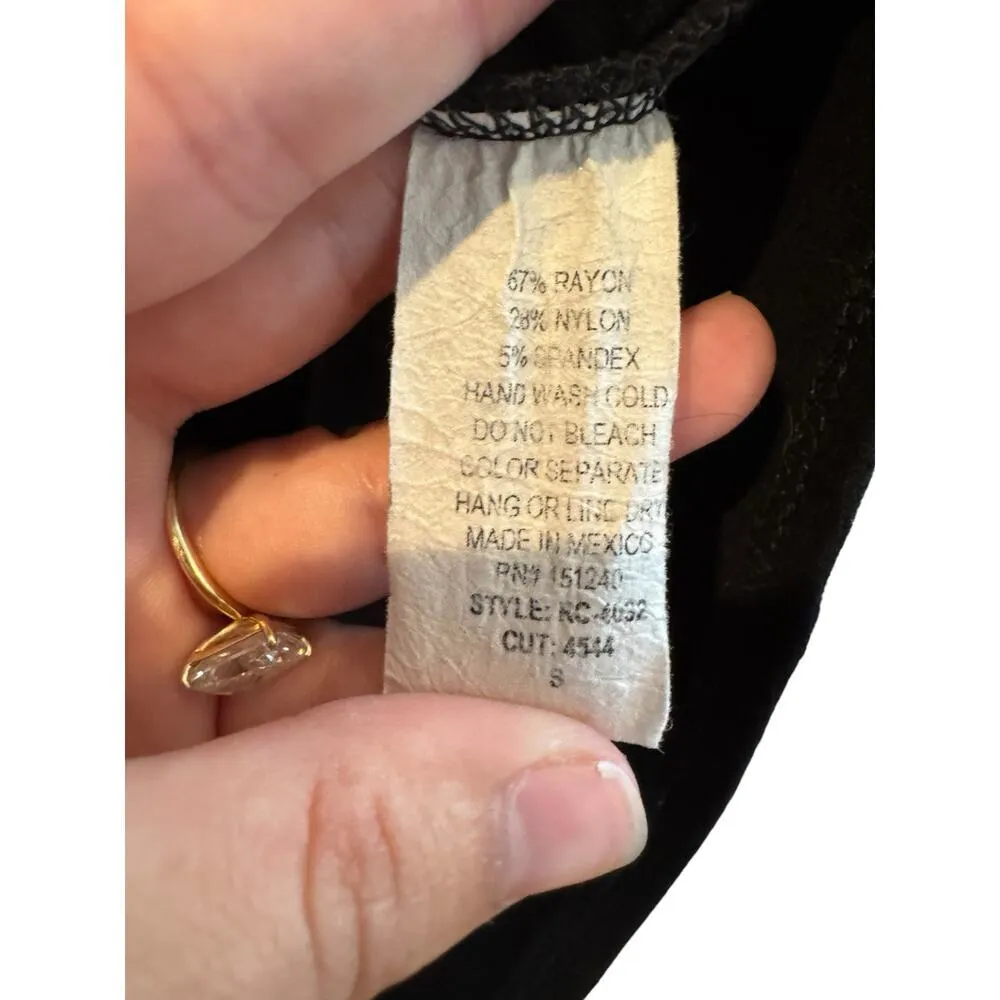 67% RAYON
28% NYLON
5% SPANDEX
HAND WASH COLD
DO NOT BLEACH
COLOR SEPARATE
HANG OR LINE DRY
MADE IN MEXICO
RN# 151240
STYLE:
CUT: 4544
S